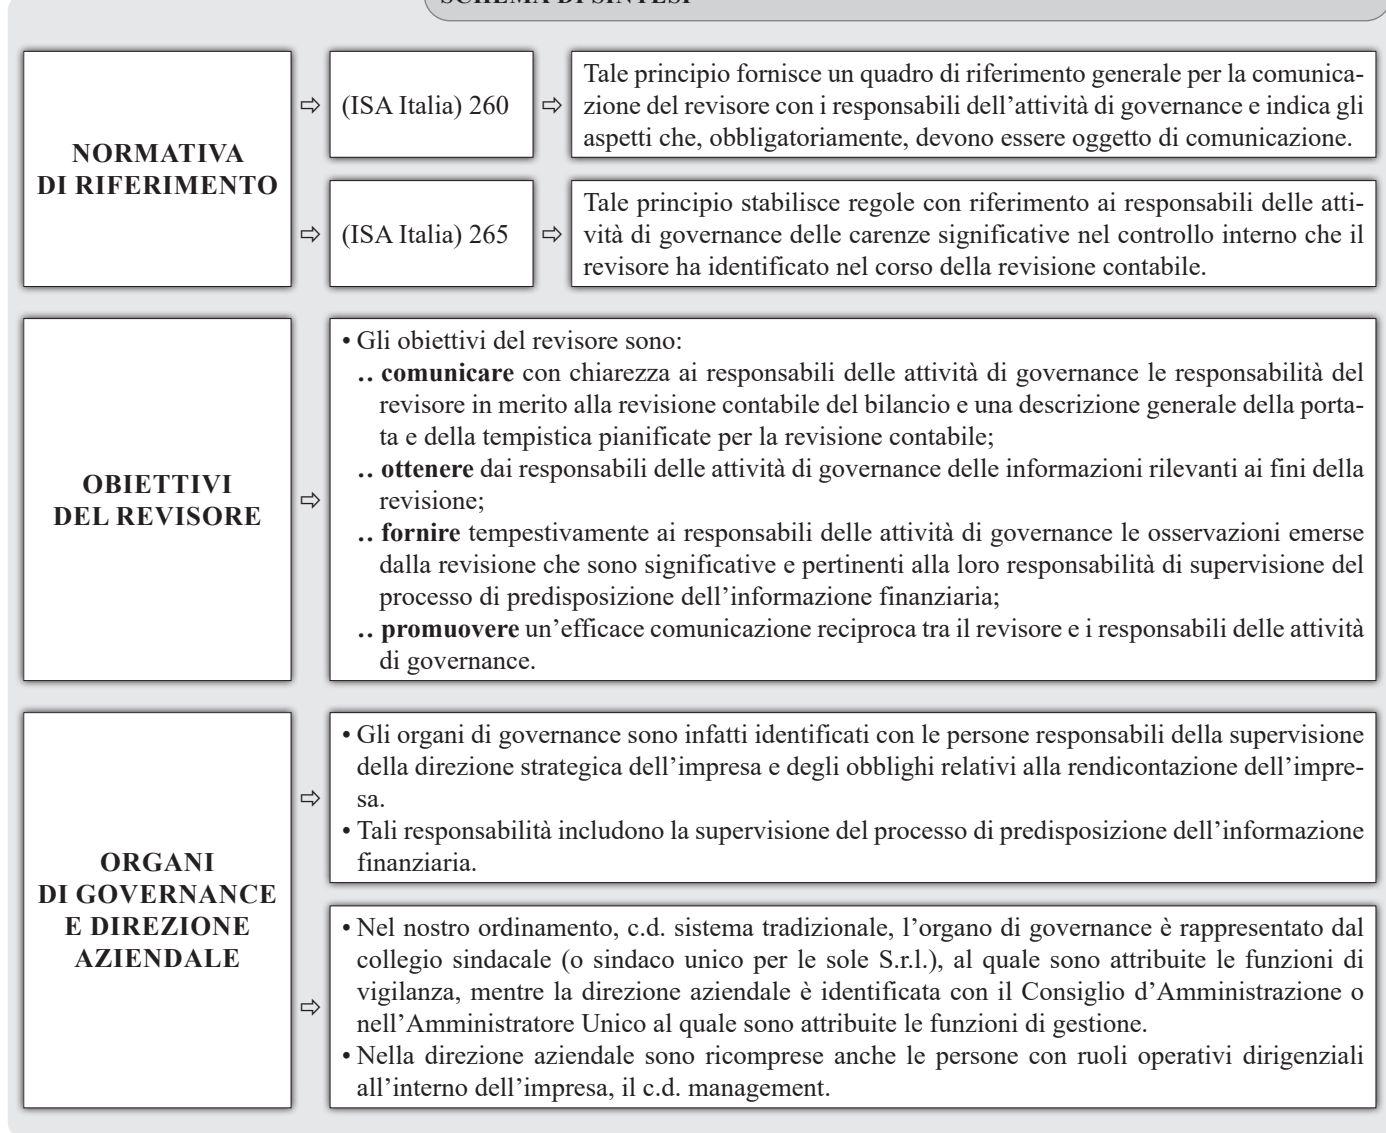 SCHEMA DI SINTESI
NORMATIVA
DI RIFERIMENTO
⇨
(ISA Italia) 260
⇨
Tale principio fornisce un quadro di riferimento generale per la comunica-
zione del revisore con i responsabili dell’attività di governance e indica gli
aspetti che, obbligatoriamente, devono essere oggetto di comunicazione.
⇨
(ISA Italia) 265
⇨
Tale principio stabilisce regole con riferimento ai responsabili delle atti-
vità di governance delle carenze significative nel controllo interno che il
revisore ha identificato nel corso della revisione contabile.
OBIETTIVI
DEL REVISORE
⇨
• Gli obiettivi del revisore sono:
.. comunicare con chiarezza ai responsabili delle attività di governance le responsabilità del
revisore in merito alla revisione contabile del bilancio e una descrizione generale della porta-
ta e della tempistica pianificate per la revisione contabile;
.. ottenere dai responsabili delle attività di governance delle informazioni rilevanti ai fini della
revisione;
.. fornire tempestivamente ai responsabili delle attività di governance le osservazioni emerse
dalla revisione che sono significative e pertinenti alla loro responsabilità di supervisione del
processo di predisposizione dell’informazione finanziaria;
.. promuovere un’efficace comunicazione reciproca tra il revisore e i responsabili delle attività
di governance.
ORGANI
DI GOVERNANCE
E DIREZIONE
AZIENDALE
⇨
• Gli organi di governance sono infatti identificati con le persone responsabili della supervisione
della direzione strategica dell’impresa e degli obblighi relativi alla rendicontazione dell’impre-
sa.
• Tali responsabilità includono la supervisione del processo di predisposizione dell’informazione
finanziaria.
⇨
• Nel nostro ordinamento, c.d. sistema tradizionale, l’organo di governance è rappresentato dal
collegio sindacale (o sindaco unico per le sole S.r.l.), al quale sono attribuite le funzioni di
vigilanza, mentre la direzione aziendale è identificata con il Consiglio d’Amministrazione o
nell’Amministratore Unico al quale sono attribuite le funzioni di gestione.
• Nella direzione aziendale sono ricomprese anche le persone con ruoli operativi dirigenziali
all’interno dell’impresa, il c.d. management.